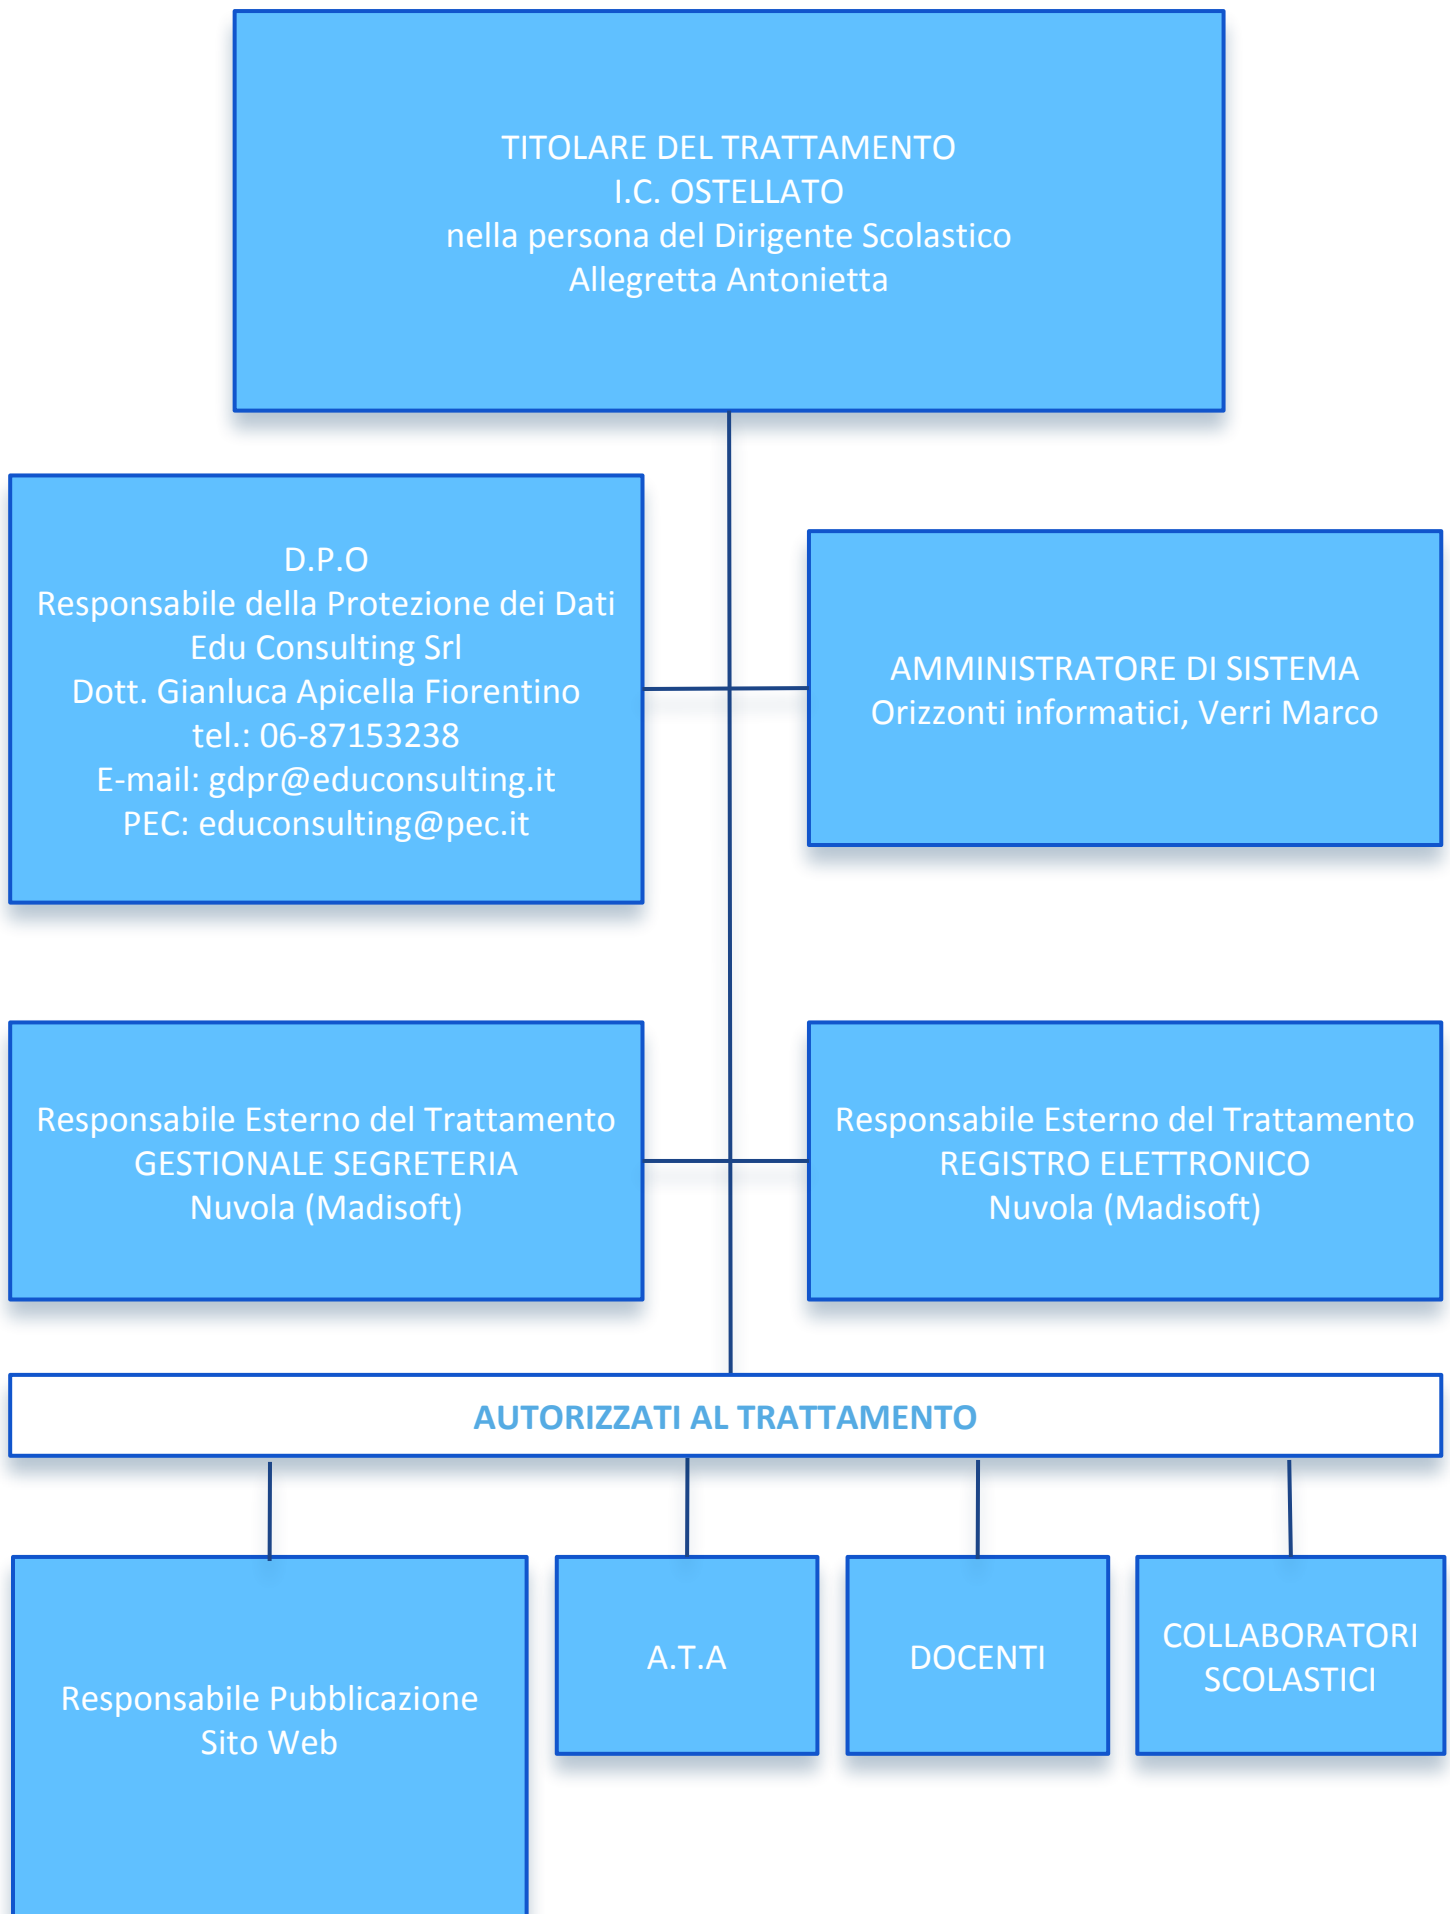 TITOLARE DEL TRATTAMENTO
I.C. OSTELLATO
nella persona del Dirigente Scolastico
Allegretta Antonietta
D.P.O
Responsabile della Protezione dei Dati
Edu Consulting Srl
Dott. Gianluca Apicella Fiorentino
tel.: 06-87153238
E-mail: gdpr@educonsulting.it
PEC: educonsulting@pec.it
AMMINISTRATORE DI SISTEMA
Orizzonti informatici, Verri Marco
Responsabile Esterno del Trattamento
GESTIONALE SEGRETERIA
Nuvola (Madisoft)
Responsabile Esterno del Trattamento
REGISTRO ELETTRONICO
Nuvola (Madisoft)
AUTORIZZATI AL TRATTAMENTO
Responsabile Pubblicazione
Sito Web
A.T.A
DOCENTI
COLLABORATORI
SCOLASTICI